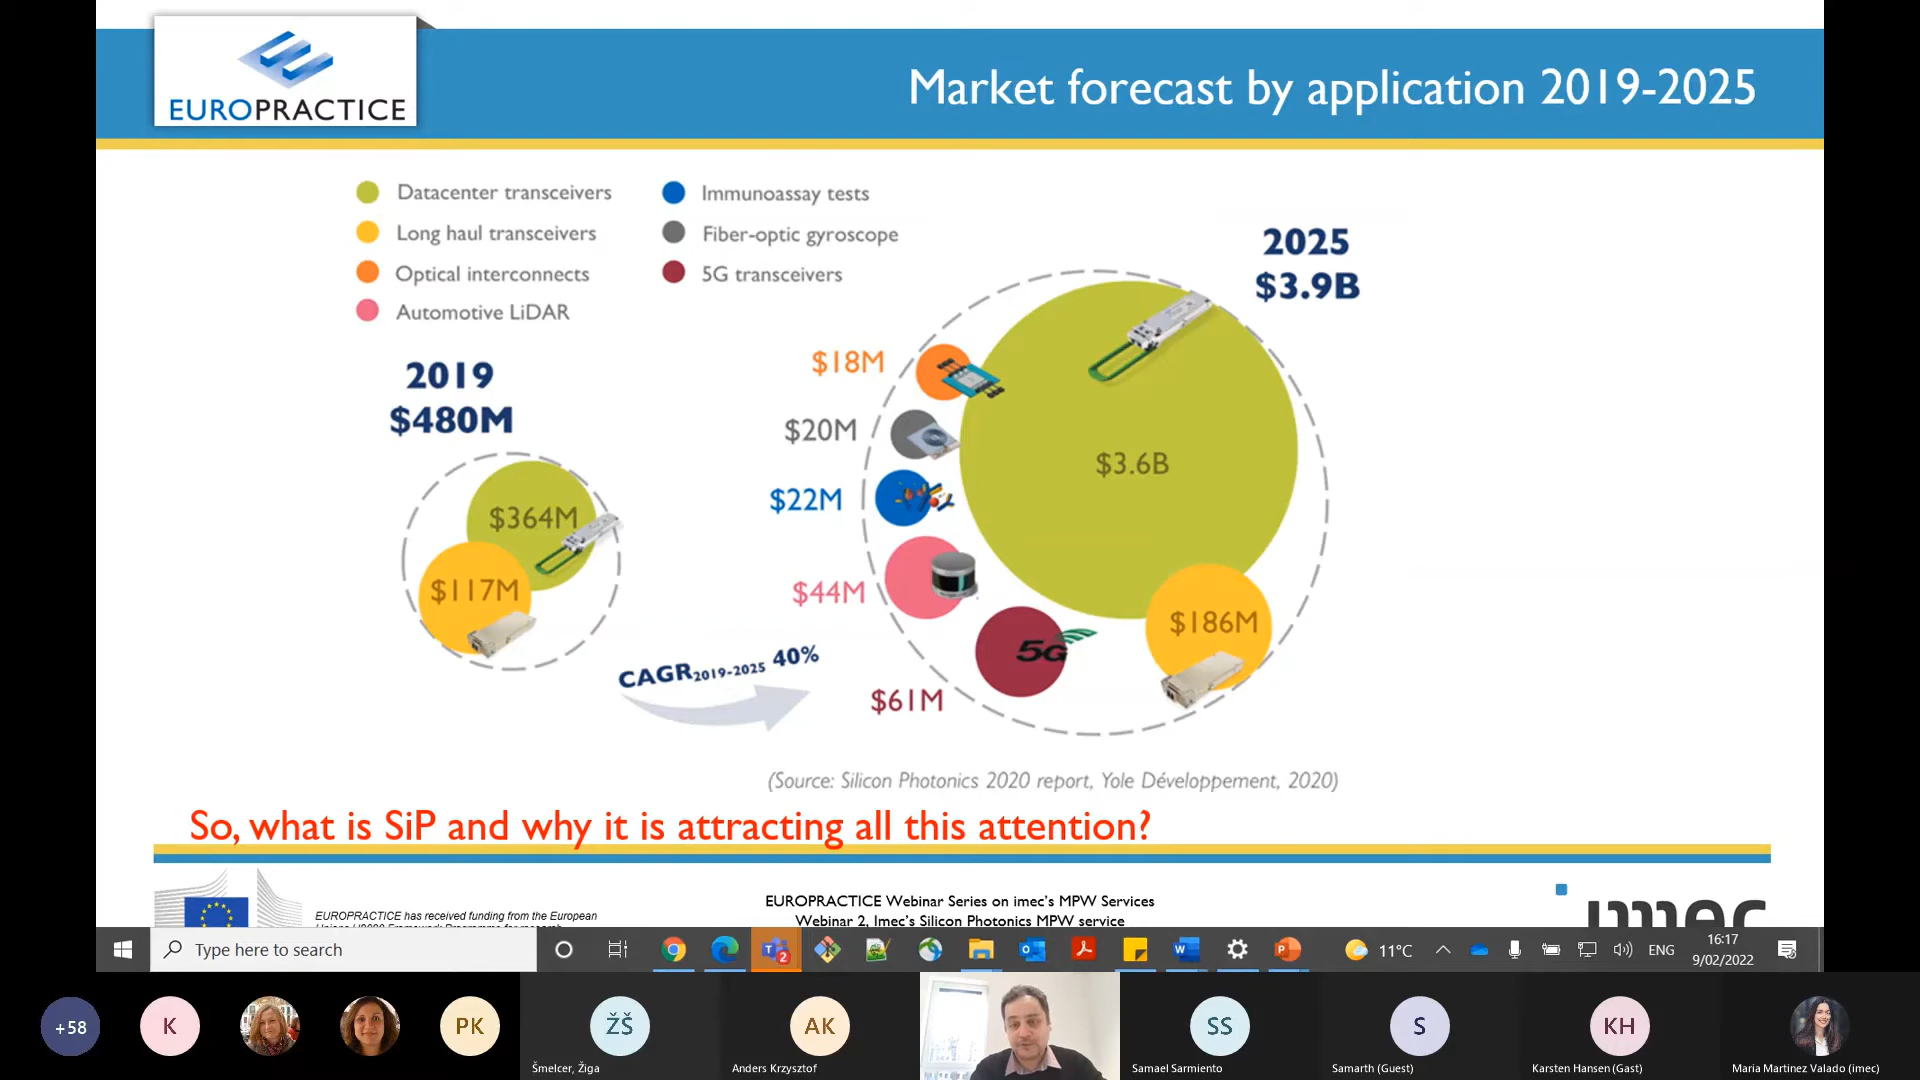 EUROPRACTICE
Market forecast by application 2019-2025
Datacenter transceivers
Long haul transceivers
Optical interconnects
Automotive LiDAR
Immunoassay tests
Fiber-optic gyroscope
5G transceivers
2019
$480M
$364M
$117M
CAGR2019-2025 40%
2025
$3.9B
$18M
$20M
$22M
$44M
$61M
$3.6B
5G
$186M
(Source: Silicon Photonics 2020 report, Yole Développement, 2020)
So, what is SiP and why it is attracting all this attention?
EUROPRACTICE has received funding from the European
EUROPRACTICE Webinar Series on imec's MPW Services
Webinar 2, Imec's Silicon Photonics MPW service
imec
Type here to search
2
11°C
ENG
16:17
9/02/2022
+58
K
PK
ŽŠ
Šmelcer, Žiga
AK
Anders Krzysztof
SS
Samael Sarmiento
S
Samarth (Guest)
KH
Karsten Hansen (Gast)
Maria Martinez Valado (imec)